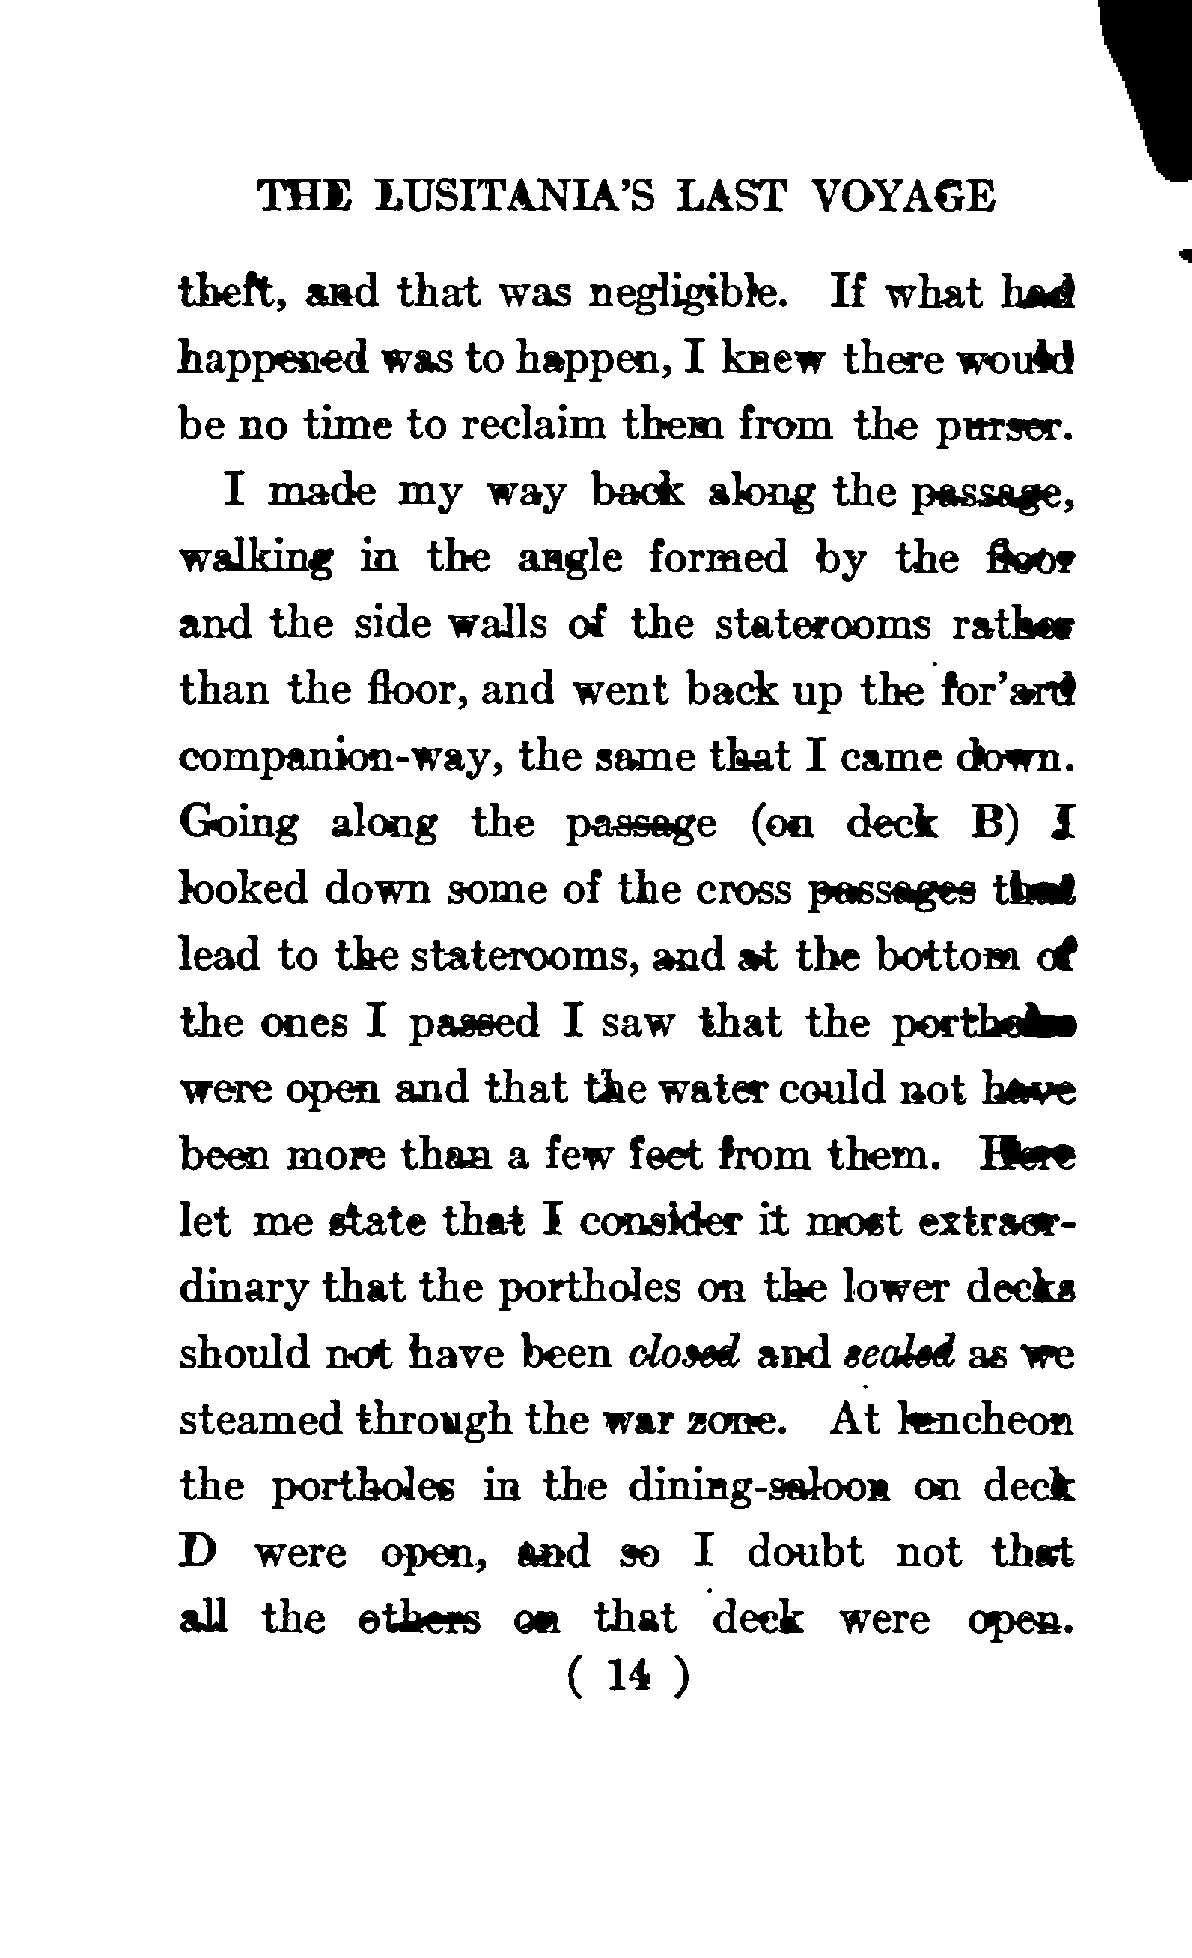 THE LUSITANIA'S LAST VOYAGE
theft, and that was negligible. If what had
happened was to happen, I knew there would
be no time to reclaim them from the purser.
I made my way back along the passage,
walking in the angle formed by the floor
and the side walls of the staterooms rather
than the floor, and went back up the for'ard
companion-way, the same that I came down.
Going along the passage (on deck B) I
looked down some of the cross passages that
lead to the staterooms, and at the bottom of
the ones I passed I saw that the portholes
were open and that the water could not have
been more than a few feet from them. Here
let me state that I consider it most extraor-
dinary that the portholes on the lower decks
should not have been closed and sealed as we
steamed through the war zone. At luncheon
the portholes in the dining-saloon on deck
D were open, and so I doubt not that
all the others on that deck were open.
( 14 )